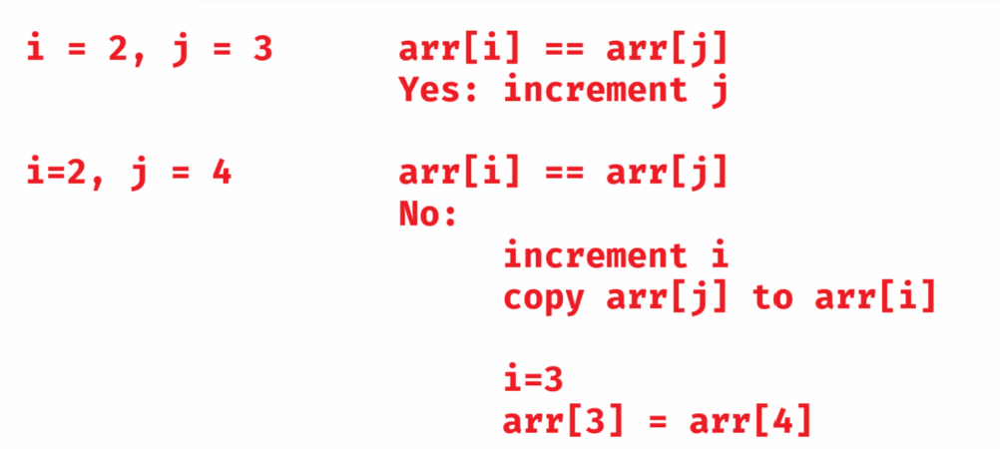 i = 2, j = 3 arr[i] == arr[j]
Yes: increment j
i=2, j = 4 arr[i] == arr[j]
No:
increment i
copy arr[j] to arr[i]
i=3
arr[3] = arr[4]